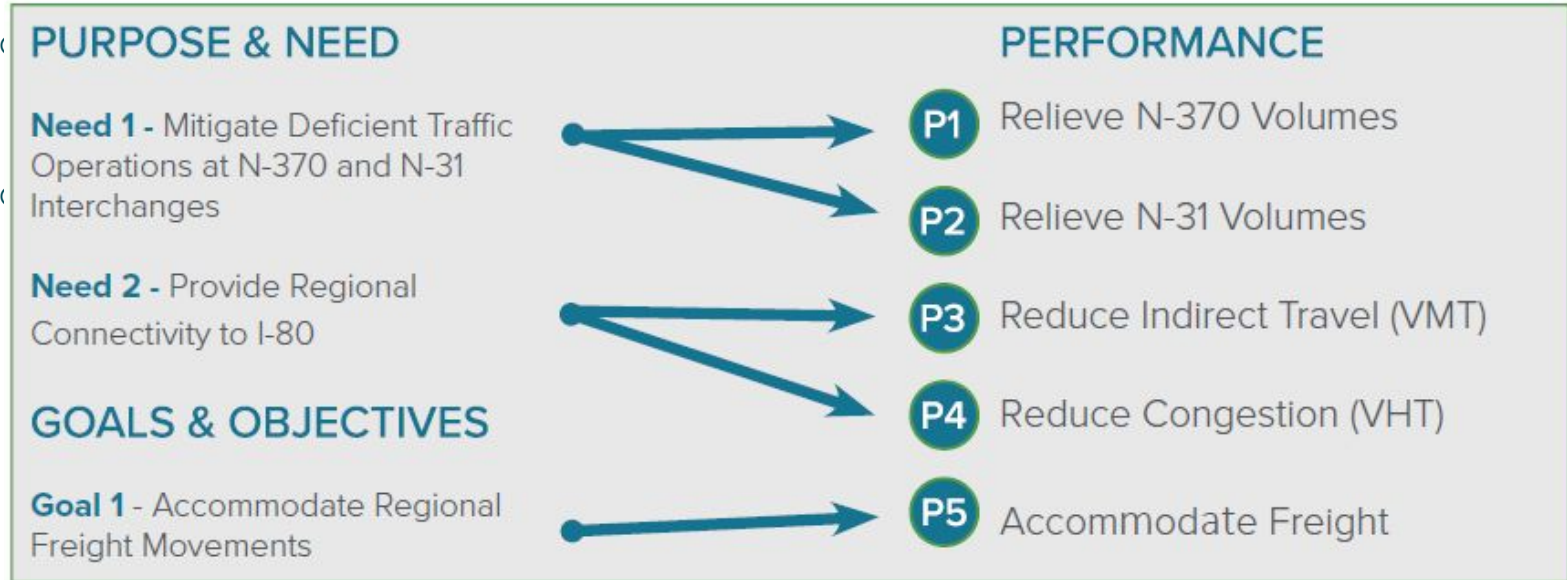 PURPOSE & NEED
Need 1 - Mitigate Deficient Traffic
Operations at N-370 and N-31
Interchanges
Need 2 - Provide Regional
Connectivity to I-80
GOALS & OBJECTIVES
Goal 1 - Accommodate Regional
Freight Movements
PERFORMANCE
P1 Relieve N-370 Volumes
P2 Relieve N-31 Volumes
P3 Reduce Indirect Travel (VMT)
P4 Reduce Congestion (VHT)
P5 Accommodate Freight